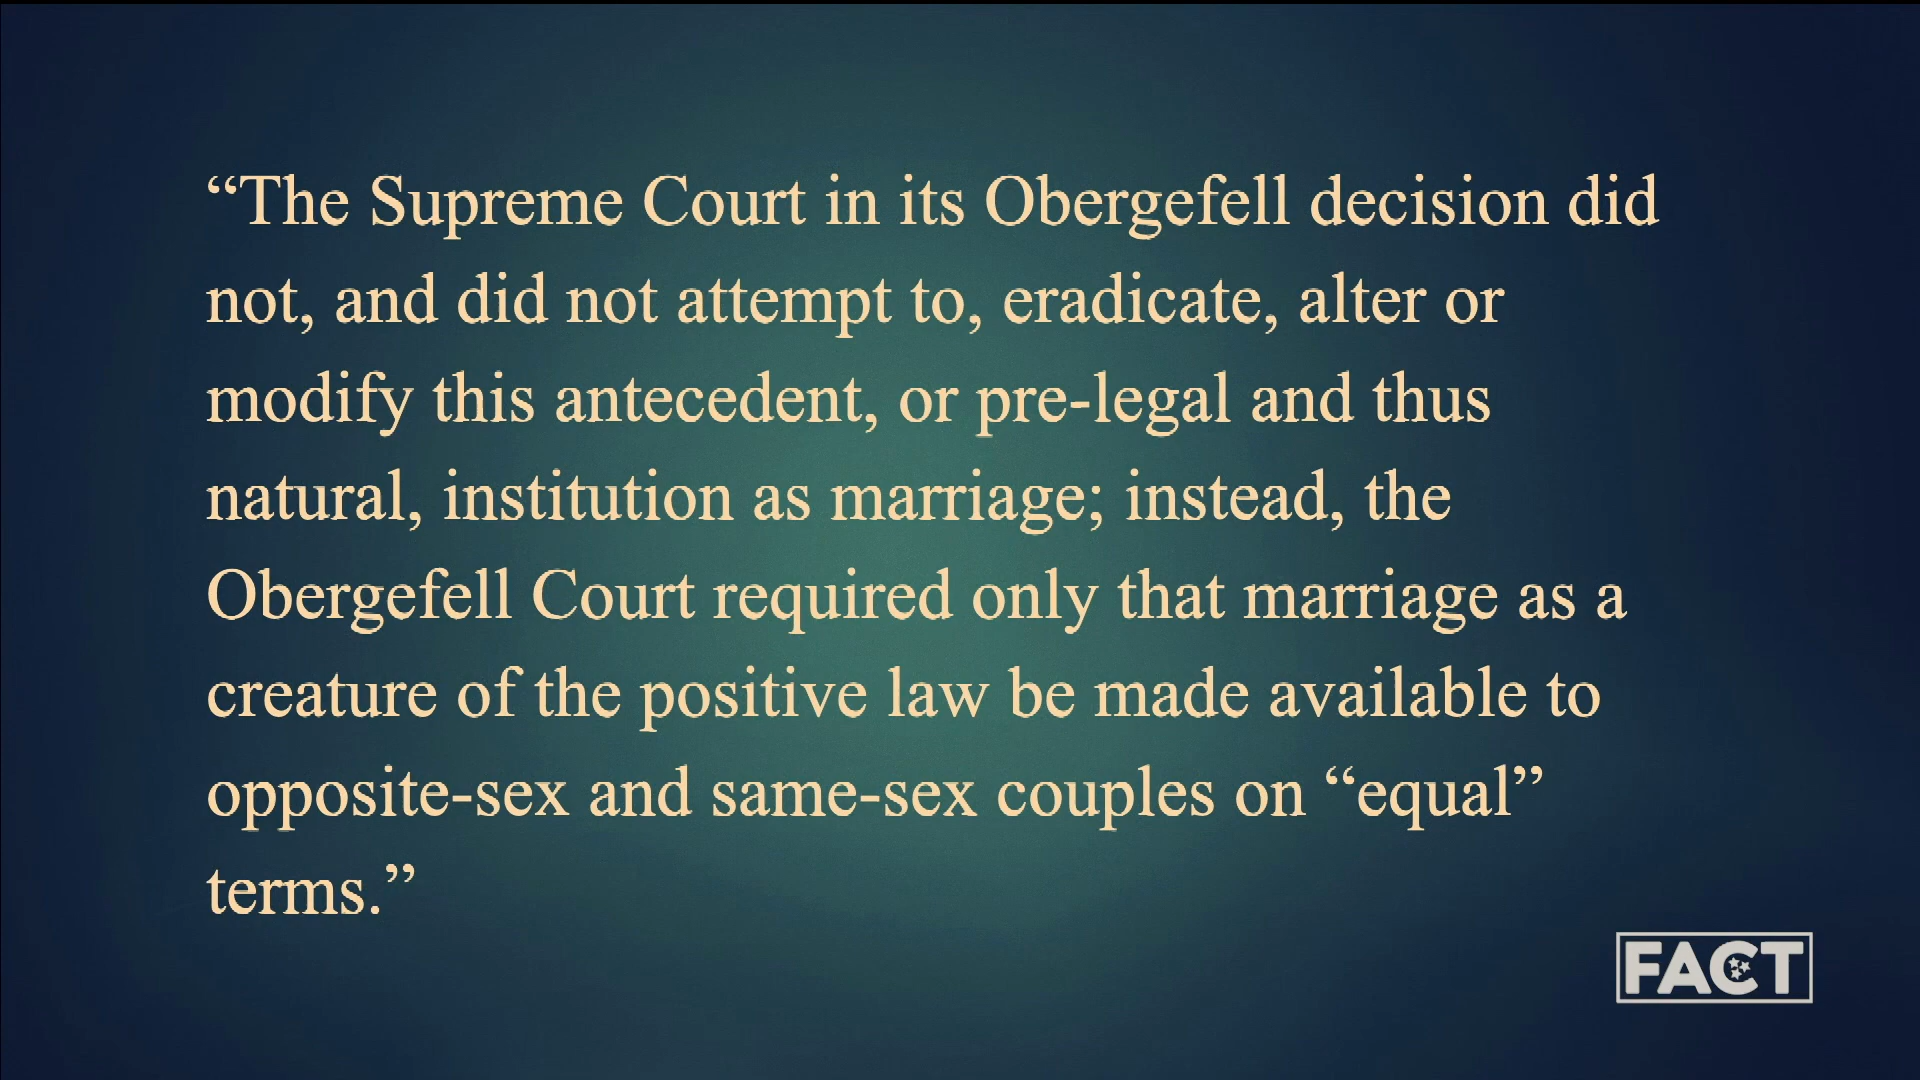 “The Supreme Court in its Obergefell decision did
not, and did not attempt to, eradicate, alter or
modify this antecedent, or pre-legal and thus
natural, institution as marriage; instead, the
Obergefell Court required only that marriage as a
creature of the positive law be made available to
opposite-sex and same-sex couples on “equal”
terms.”
FACT